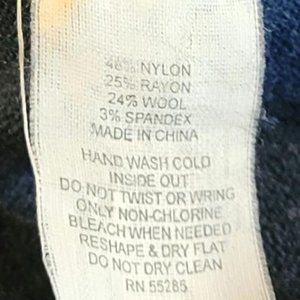 48% NYLON
25% RAYON
24% WOOL
3% SPANDEX
MADE IN CHINA
HAND WASH COLD
INSIDE OUT
DO NOT TWIST OR WRING
ONLY NON-CHLORINE
BLEACH WHEN NEEDED
RESHAPE & DRY FLAT
DO NOT DRY CLEAN
RN 55285